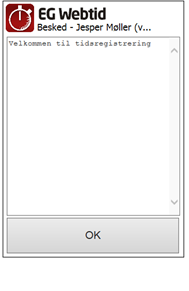 EG Webtid
Besked - Jesper Møller (v...
Velkommen til tidsregistrering
OK